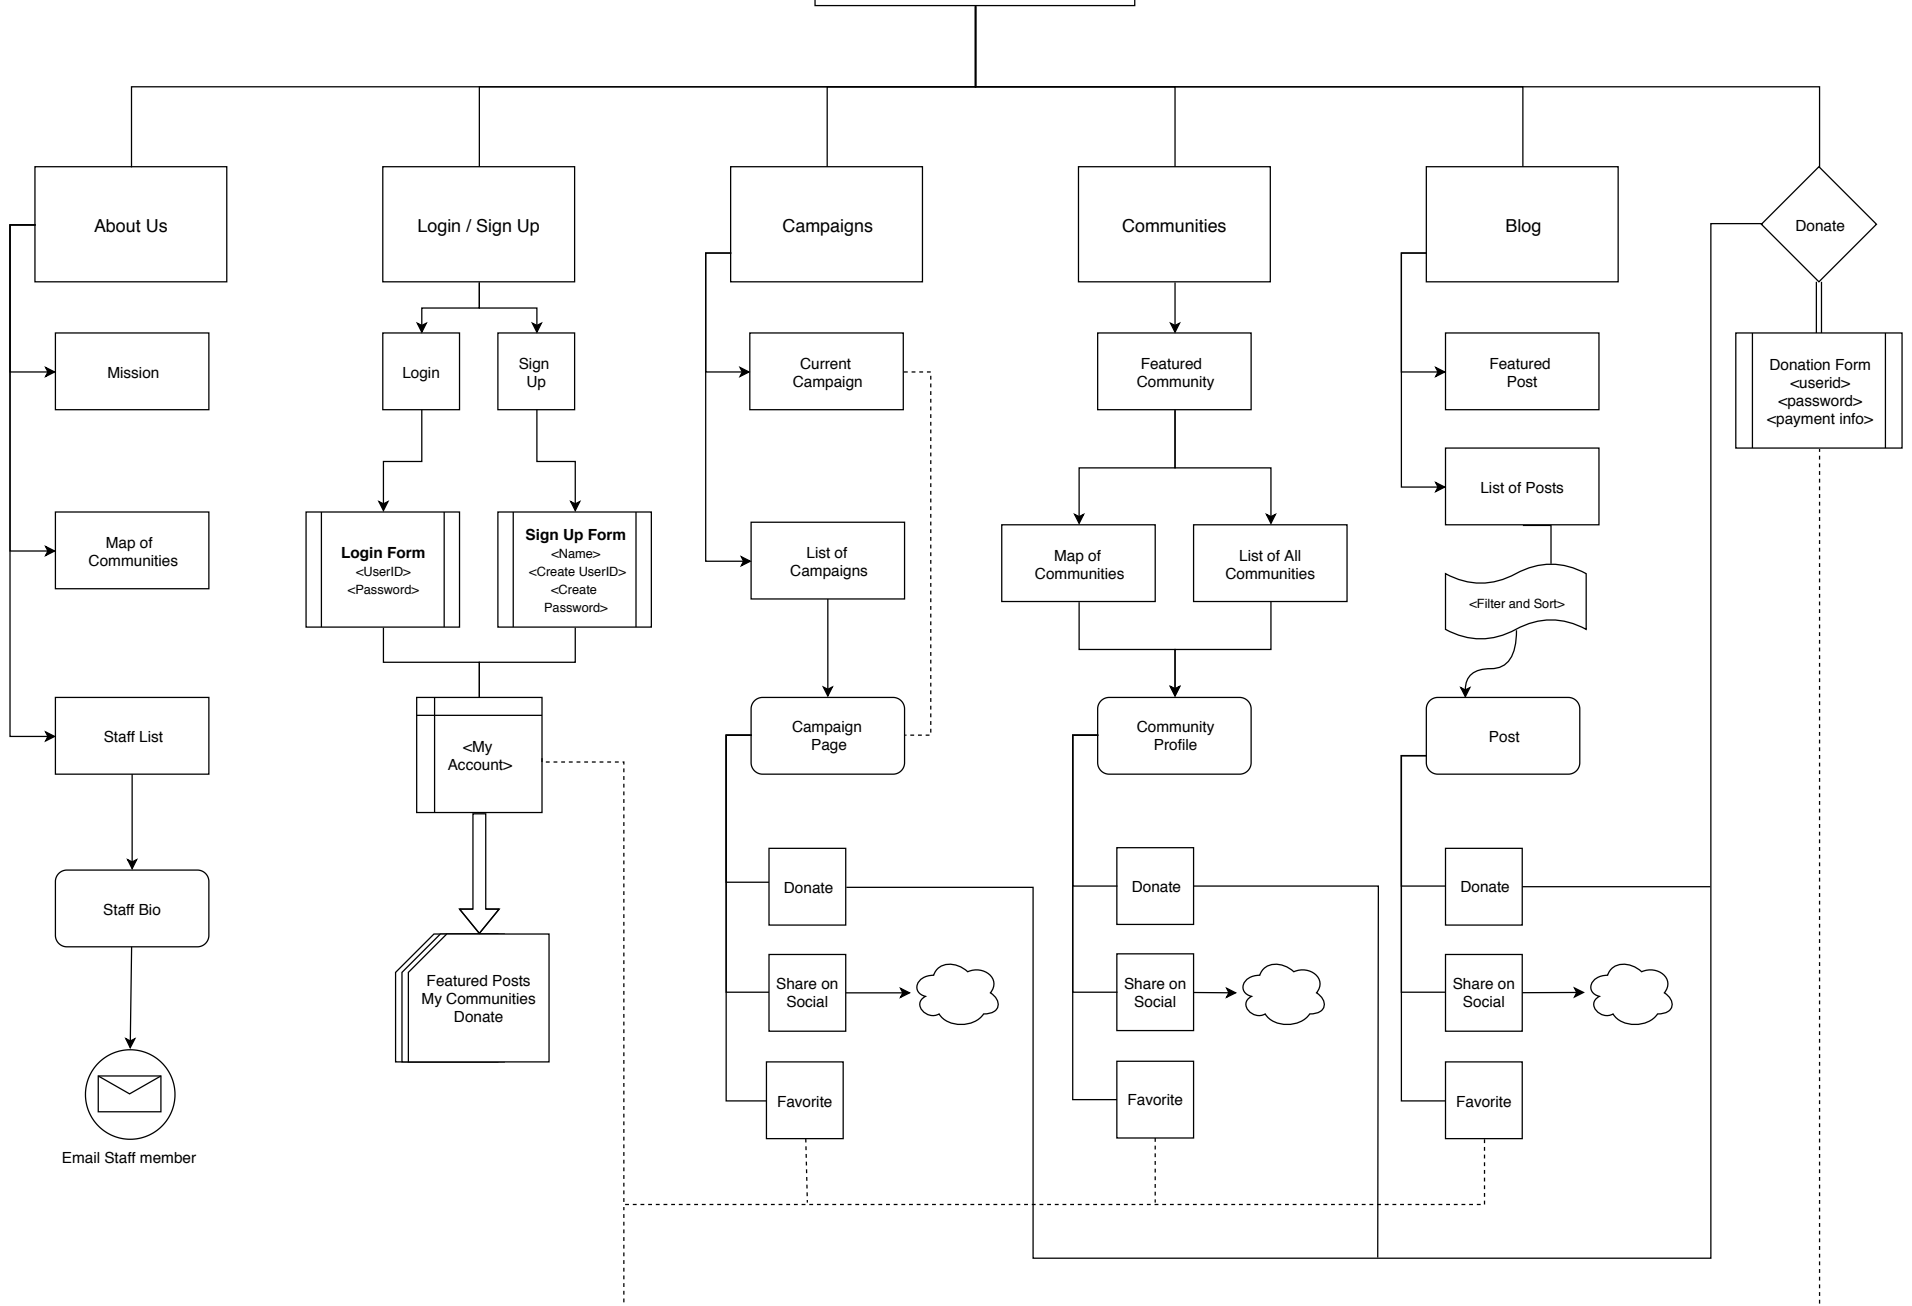 About Us
Login / Sign Up
Campaigns
Communities
Blog
Donate
Mission
Login
Sign
Up
Current
Campaign
Featured
Community
Featured
Post
Donation Form
<userid>
<password>
<payment info>
Map of
Communities
Login Form
<UserID>
<Password>
Sign Up Form
<Name>
<Create UserID>
<Create
Password>
List of
Campaigns
Map of
Communities
List of All
Communities
List of Posts
<Filter and Sort>
Staff List
<My
Account>
Campaign
Page
Community
Profile
Post
Staff Bio
Donate
Donate
Donate
Featured Posts
My Communities
Donate
Share on
Social
Share on
Social
Share on
Social
Favorite
Favorite
Favorite
Email Staff member